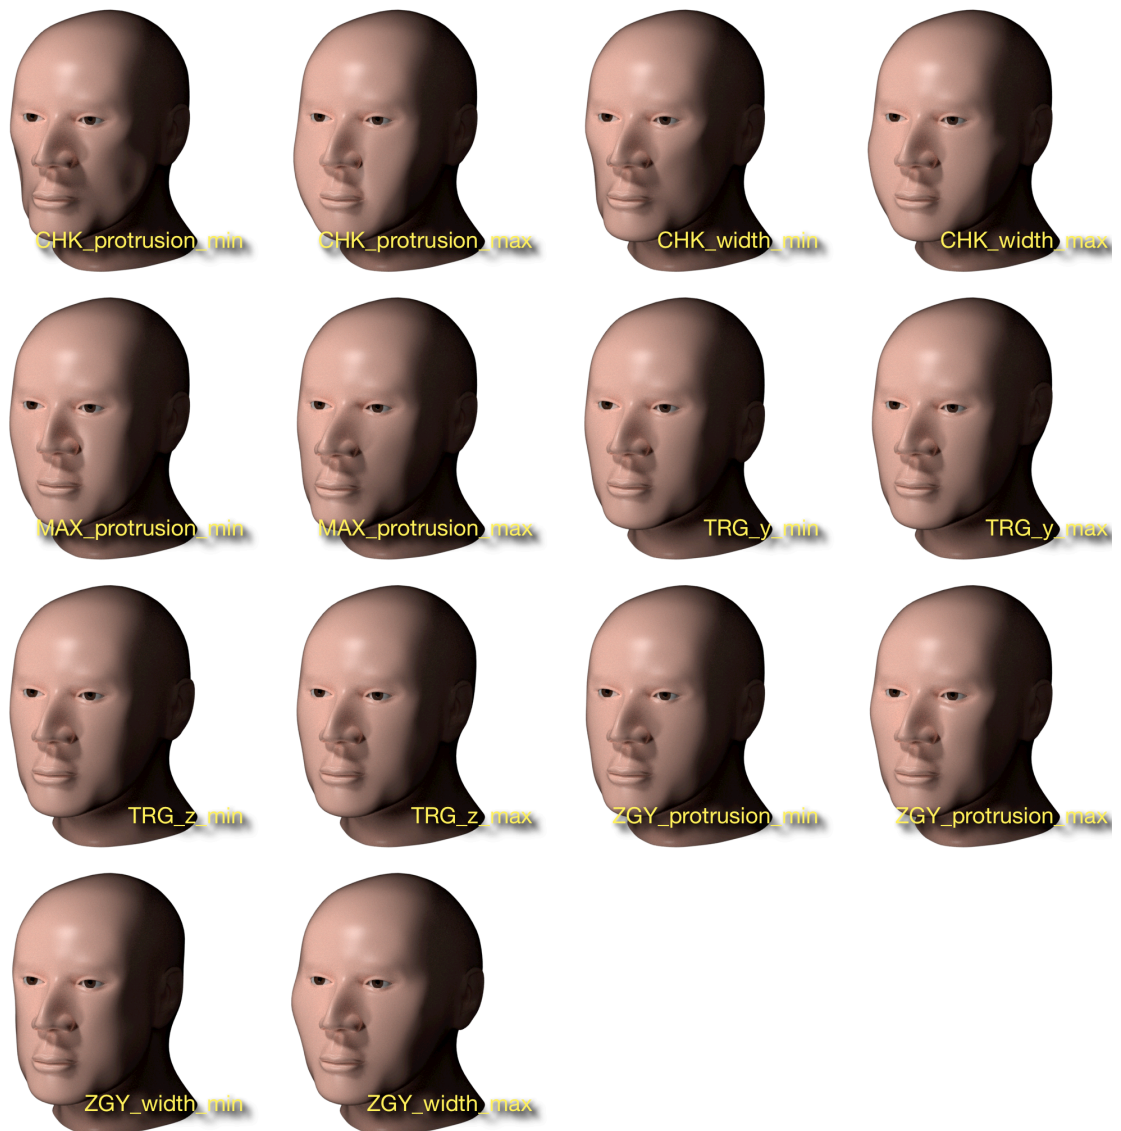 CHK_protrusion_min
CHK_protrusion_max
CHK_width_min
CHK_width_max
MAX_protrusion_min
MAX_protrusion_max
TRG_y_min
TRG_y_max
TRG_z_min
TRG_z_max
ZGY_protrusion_min
ZGY_protrusion_max
ZGY_width_min
ZGY_width_max